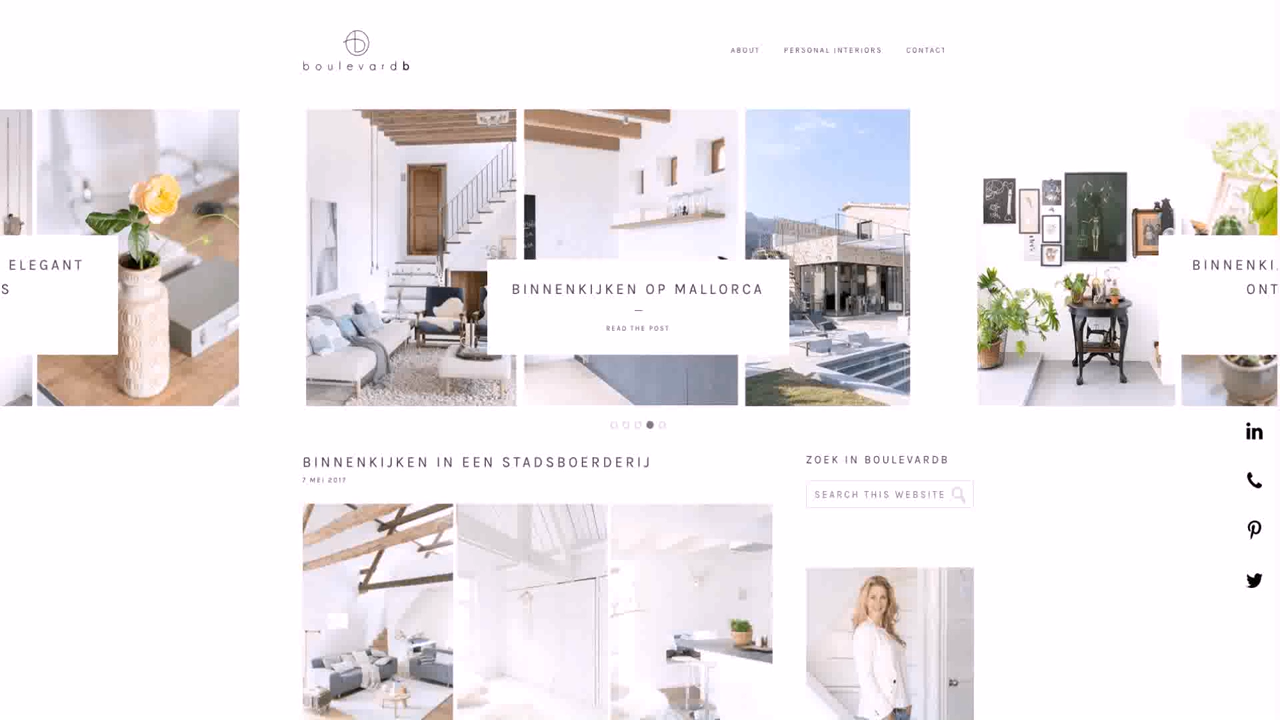 boulevardb
ABOUT
PERSONAL INTERIORS
CONTACT
ELEGANT
S
BINNENKIJKEN OP MALLORCA
—
READ THE POST
BINNENKI
ONT
BINNENKIJKEN IN EEN STADSBOERDERIJ
7 MEI 2017
ZOEK IN BOULEVARDB
SEARCH THIS WEBSITE
in